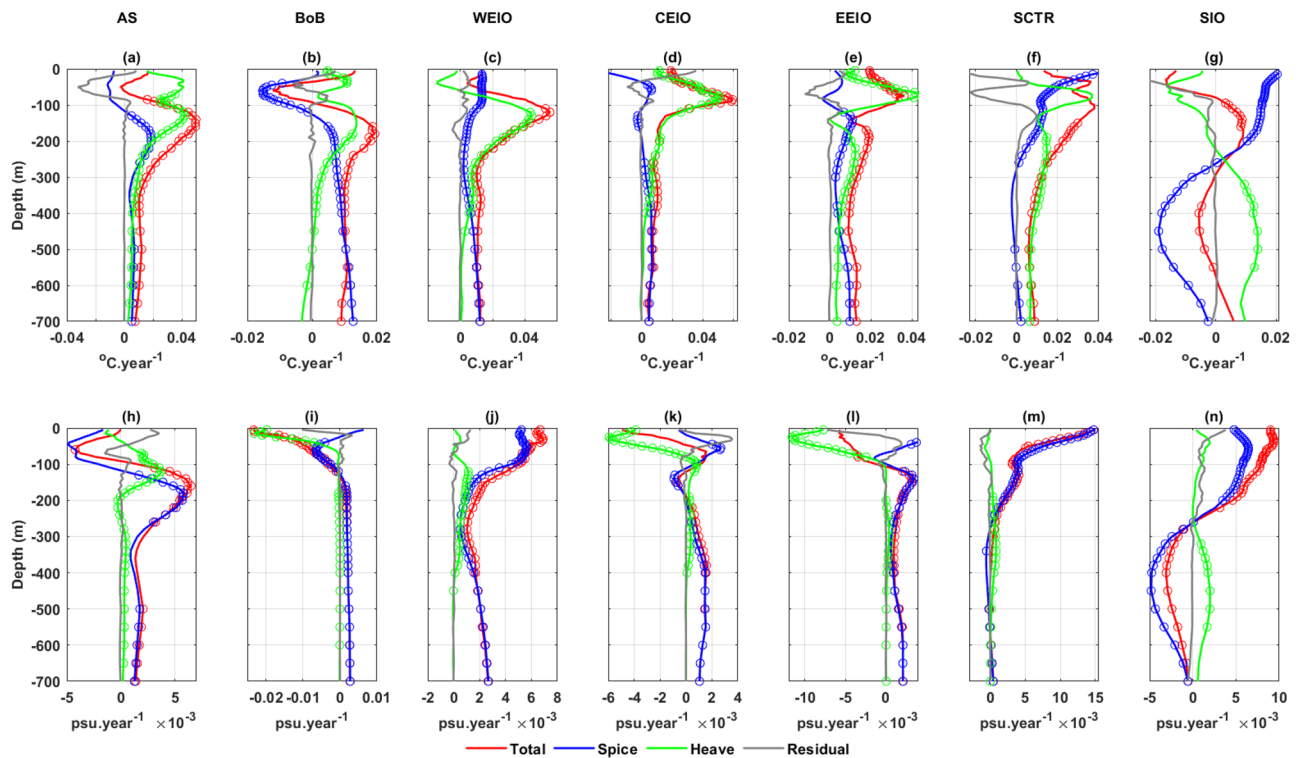 AS BoB WEIO CEIO EEIO SCTR SIO
(a) (b) (c) (d) (e) (f) (g)
0
-100
-200
-300
-400
-500
-600
-700
Depth (m)
-0.04 0 0.04 -0.02 0 0.02 0 0.02 0.04 0 0.02 0.04 0 0.02 0.04 -0.02 0 0.02 0.04 -0.02 0 0.02
°C.year⁻¹ °C.year⁻¹ °C.year⁻¹ °C.year⁻¹ °C.year⁻¹ °C.year⁻¹ °C.year⁻¹
(h) (i) (j) (k) (l) (m) (n)
0
-100
-200
-300
-400
-500
-600
-700
Depth (m)
5 0 5 -0.02 -0.01 0 0.01 -2 0 2 4 6 8 -6 -4 -2 0 2 4 -10 -5 0 0 5 10 15 -5 0 5 10
psu.year⁻¹ ×10⁻³ psu.year⁻¹ psu.year⁻¹ ×10⁻³ psu.year⁻¹ ×10⁻³ psu.year⁻¹ ×10⁻³ psu.year⁻¹ ×10⁻³ psu.year⁻¹ ×10⁻³
Total Spice Heave Residual